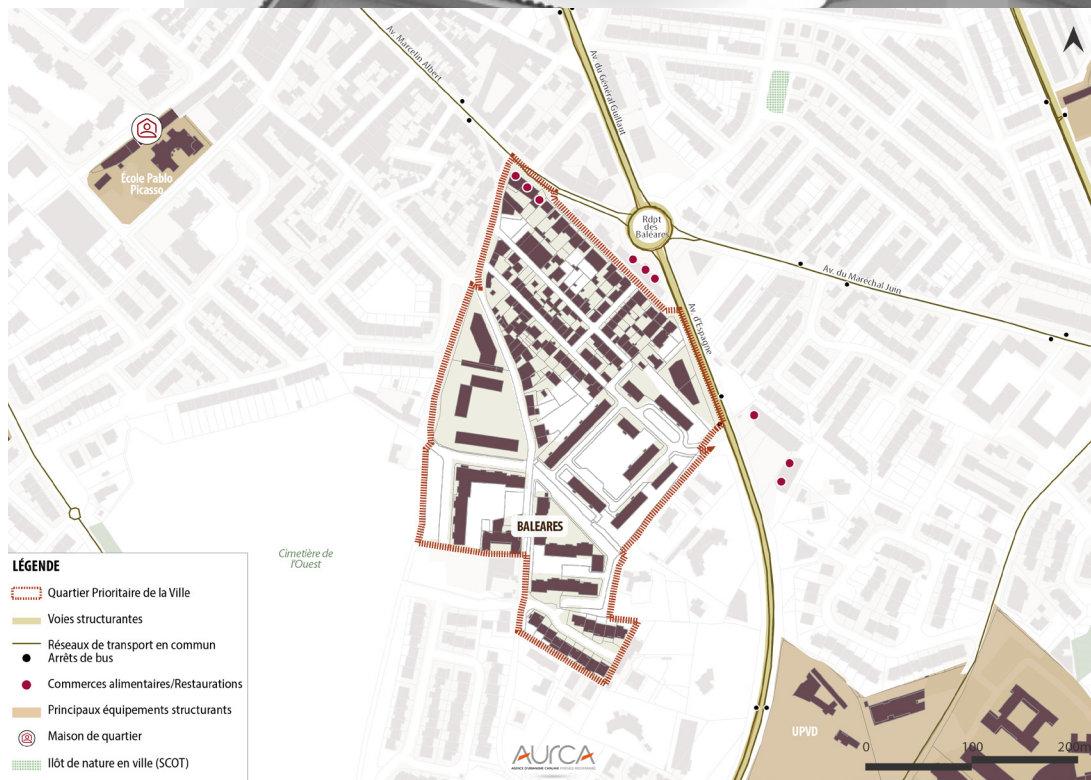 Av. Marcelin Albert
Av. du Général Guillaut
École Pablo
Picasso
Rdpt
des
Baléares
Av. du Maréchal Juin
Av. d'Espagne
BALEARES
Cimetière de
l'Ouest
LÉGENDE
Quartier Prioritaire de la Ville
Voies structurantes
Réseaux de transport en commun
Arrêts de bus
Commerces alimentaires/Restaurations
Principaux équipements structurants
Maison de quartier
Ilôt de nature en ville (SCOT)
UPVD
0 100 200m
AURCA